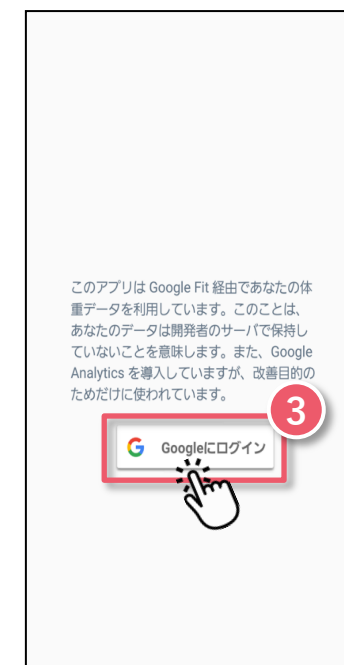 このアプリは Google Fit 経由であなたの体
重データを利用しています。このことは、
あなたのデータは開発者のサーバで保持し
ていないことを意味します。また、Google
Analytics を導入していますが、改善目的の
ためだけに使われています。
3
Googleにログイン